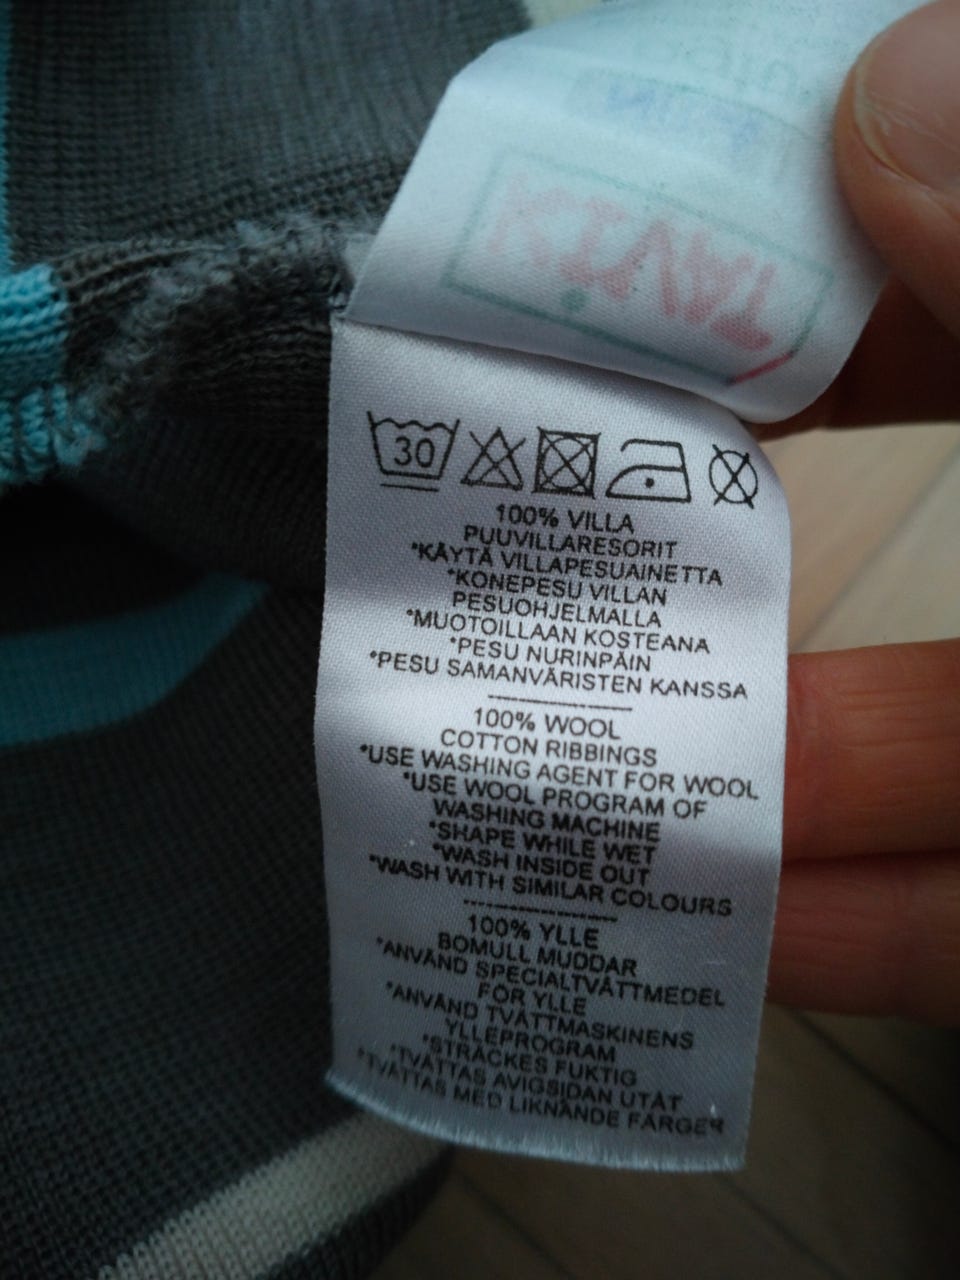 30
100% VILLA
PUUVILLARESORIT
*KÄYTÄ VILLAPESUAINETTA
*KONEPESU VILLAN
PESUOHJELMALLA
*MUOTOILLAAN KOSTEANA
*PESU NURINPÄIN
*PESU SAMANVÄRISTEN KANSSA
100% WOOL
COTTON RIBBINGS
*USE WASHING AGENT FOR WOOL
*USE WOOL PROGRAM OF
WASHING MACHINE
*SHAPE WHILE WET
*WASH INSIDE OUT
*WASH WITH SIMILAR COLOURS
100% YLLE
BOMULL MUDDAR
*ANVÄND SPECIALTVÄTTMEDEL
FÖR YLLE
*ANVÄND TVÄTTMASKINENS
YLLEPROGRAM
*STRÄCKES FUKTIG
*TVÄTTAS AVIGSIDAN UTÅT
*TVÄTTAS MED LIKNANDE FÄRGER